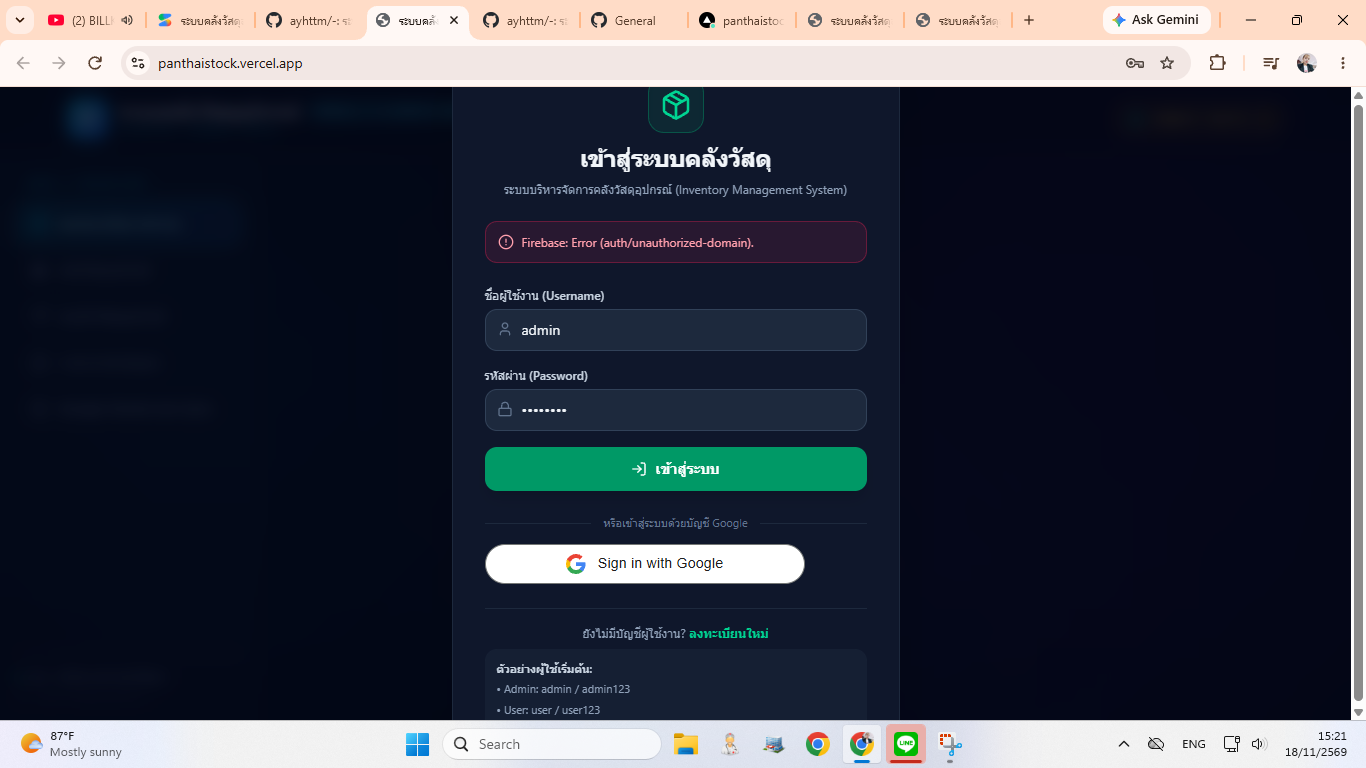 (2) BILLI
ระบบคลังวัสดุ
ayhttm/-: ระ
ระบบคลัง
ayhttm/-: ระ
General
panthaistoc
ระบบคลังวัสดุ
ระบบคลังวัสดุ
Ask Gemini
panthaistock.vercel.app
เข้าสู่ระบบคลังวัสดุ
ระบบบริหารจัดการคลังวัสดุอุปกรณ์ (Inventory Management System)
Firebase: Error (auth/unauthorized-domain).
ชื่อผู้ใช้งาน (Username)
admin
รหัสผ่าน (Password)
••••••••
เข้าสู่ระบบ
หรือเข้าสู่ระบบด้วยบัญชี Google
Sign in with Google
ยังไม่มีบัญชีผู้ใช้งาน? ลงทะเบียนใหม่
ตัวอย่างผู้ใช้เริ่มต้น:
• Admin: admin / admin123
• User: user / user123
87°F
Mostly sunny
Search
LINE
ENG
15:21
18/11/2569